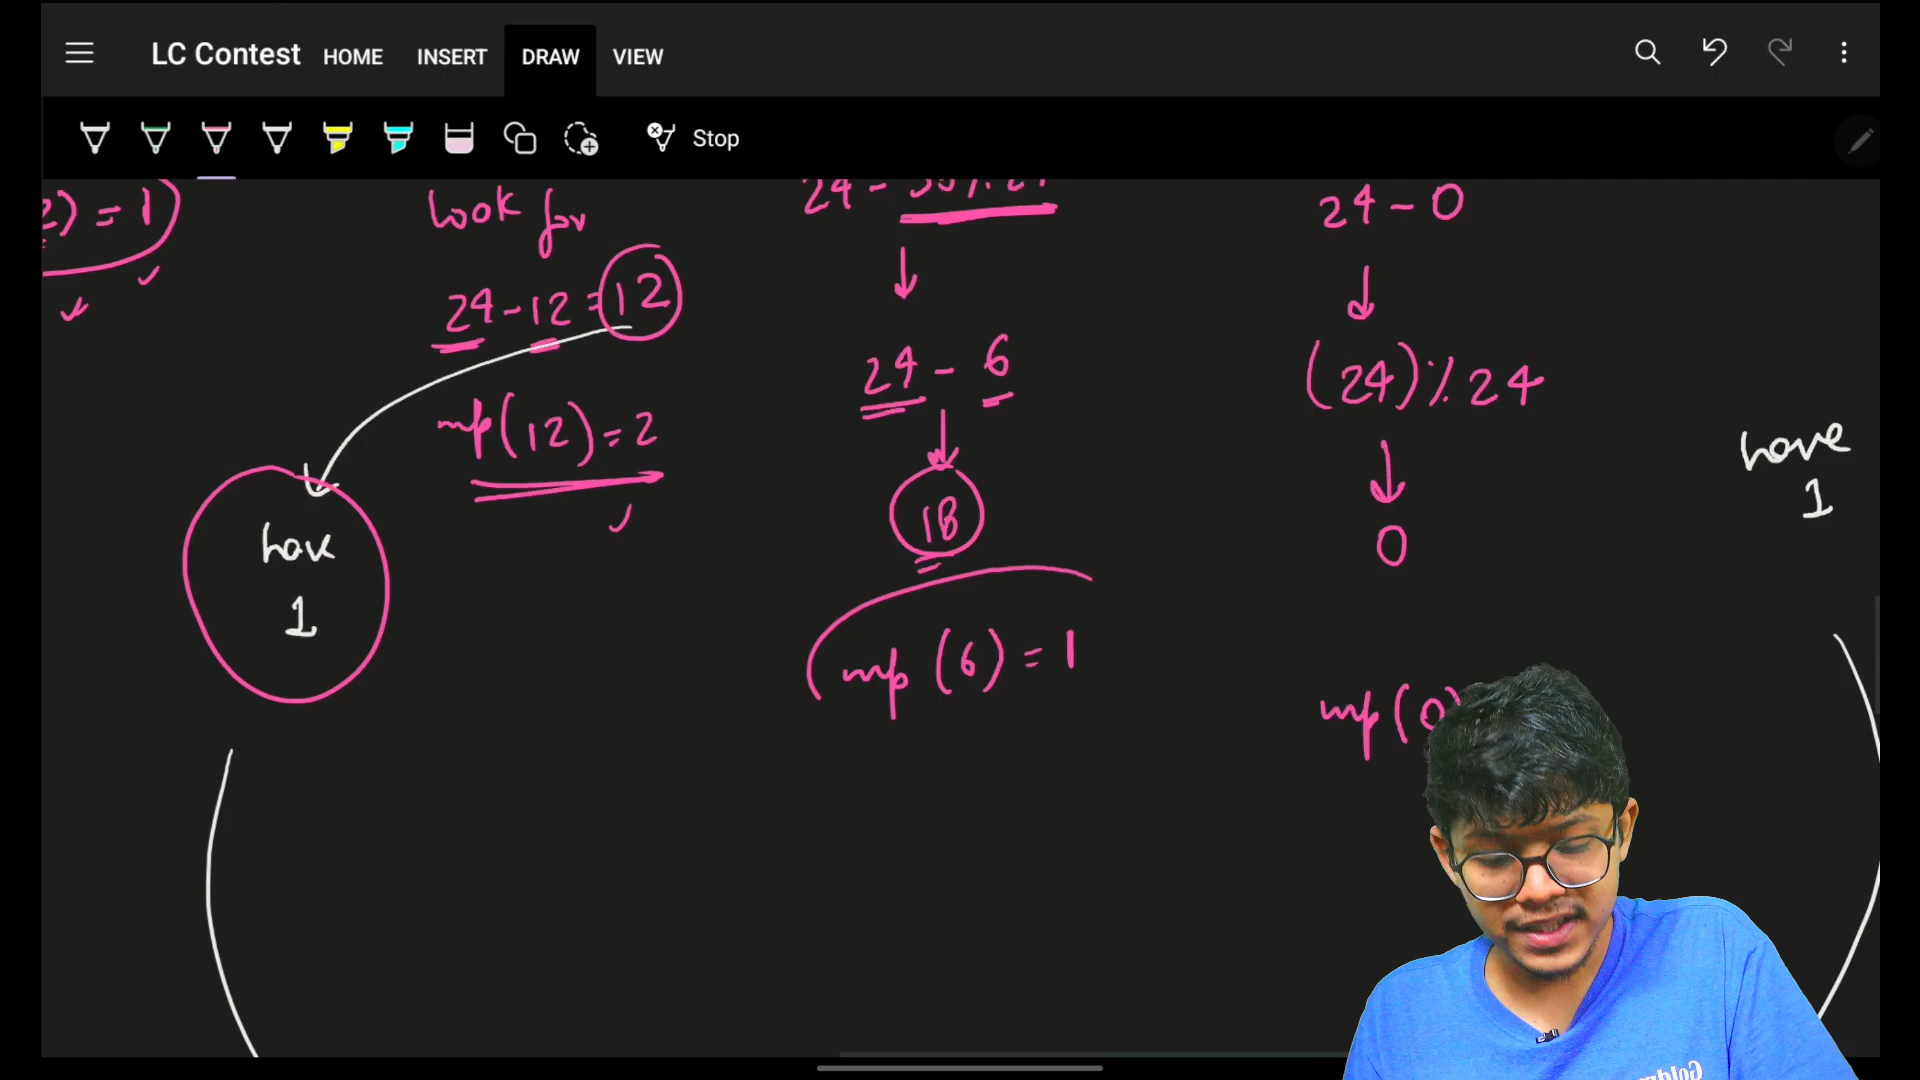 LC Contest HOME INSERT DRAW VIEW
Stop
2) = 1
look for
24 - 12 = 12
mp(12) = 2
have
1
24 -
24 - 6
18
mp (6) = 1
24 - 0
(24) % 24
0
mp (0)
have
1